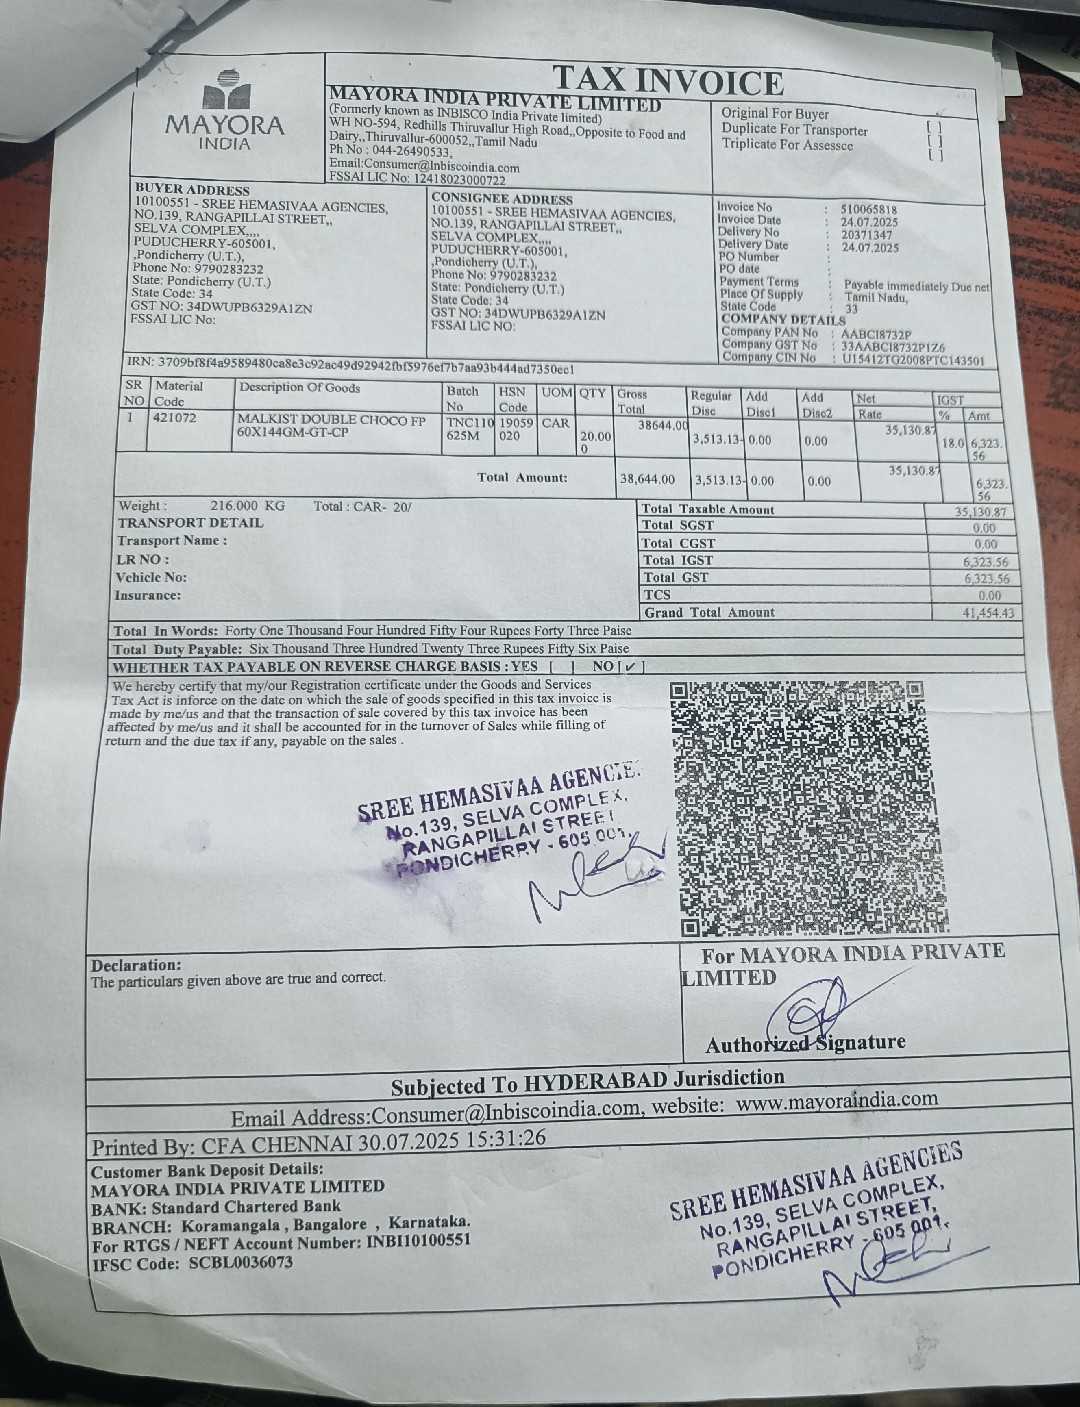 TAX INVOICE
MAYORA
INDIA
MAYORA INDIA PRIVATE LIMITED
(Formerly known as INBISCO India Private limited)
WH NO-594, Redhills Thiruvallur High Road,,Opposite to Food and
Dairy,,Thiruvallur-600052,,Tamil Nadu
Ph No : 044-26490533,
Email:Consumer@Inbiscoindia.com
FSSAI LIC No: 12418023000722
Original For Buyer [ ]
Duplicate For Transporter [ ]
Triplicate For Assessee [ ]
BUYER ADDRESS
10100551 - SREE HEMASIVAA AGENCIES,
NO.139, RANGAPILLAI STREET,,
SELVA COMPLEX,,,,
PUDUCHERRY-605001,
,Pondicherry (U.T.),
Phone No: 9790283232
State: Pondicherry (U.T.)
State Code: 34
GST NO: 34DWUPB6329A1ZN
FSSAI LIC No:
CONSIGNEE ADDRESS
10100551 - SREE HEMASIVAA AGENCIES,
NO.139, RANGAPILLAI STREET,,
SELVA COMPLEX,,,,
PUDUCHERRY-605001,
,Pondicherry (U.T.),
Phone No: 9790283232
State: Pondicherry (U.T.)
State Code: 34
GST NO: 34DWUPB6329A1ZN
FSSAI LIC NO:
Invoice No : 510065818
Invoice Date : 24.07.2025
Delivery No : 20371347
Delivery Date : 24.07.2025
PO Number :
PO date :
Payment Terms : Payable immediately Due net
Place Of Supply : Tamil Nadu,
State Code : 33
COMPANY DETAILS
Company PAN No : AABCI8732P
Company GST No : 33AABCI8732P1Z6
Company CIN No : U15412TG2008PTC143501
IRN: 3709bf8f4a9589480ca8e3c92ac49d92942fbf5976ef7b7aa93b444ad7350ec1
SR NO Material Code Description Of Goods Batch No HSN Code UOM QTY Gross Total Regular Disc Add Disc1 Add Disc2 Net Rate IGST % Amt
1 421072 MALKIST DOUBLE CHOCO FP TNC110 19059 CAR 38644.00 35,130.87
60X144GM-GT-CP 625M 020 20.00 3,513.13- 0.00 0.00 18.0 6,323.
0 56
Total Amount: 38,644.00 3,513.13- 0.00 0.00 35,130.87 6,323.
56
Weight : 216.000 KG Total : CAR- 20/
TRANSPORT DETAIL
Transport Name :
LR NO :
Vehicle No:
Insurance:
Total Taxable Amount 35,130.87
Total SGST 0.00
Total CGST 0.00
Total IGST 6,323.56
Total GST 6,323.56
TCS 0.00
Grand Total Amount 41,454.43
Total In Words: Forty One Thousand Four Hundred Fifty Four Rupees Forty Three Paise
Total Duty Payable: Six Thousand Three Hundred Twenty Three Rupees Fifty Six Paise
WHETHER TAX PAYABLE ON REVERSE CHARGE BASIS : YES [ ] NO [✓]
We hereby certify that my/our Registration certificate under the Goods and Services
Tax Act is inforce on the date on which the sale of goods specified in this tax invoice is
made by me/us and that the transaction of sale covered by this tax invoice has been
affected by me/us and it shall be accounted for in the turnover of Sales while filling of
return and the due tax if any, payable on the sales .
SREE HEMASIVAA AGENCIE
No.139, SELVA COMPLEX,
RANGAPILLAI STREET
PONDICHERRY - 605 001,
Declaration:
The particulars given above are true and correct.
For MAYORA INDIA PRIVATE
LIMITED
Authorized Signature
Subjected To HYDERABAD Jurisdiction
Email Address:Consumer@Inbiscoindia.com, website: www.mayoraindia.com
Printed By: CFA CHENNAI 30.07.2025 15:31:26
Customer Bank Deposit Details:
MAYORA INDIA PRIVATE LIMITED
BANK: Standard Chartered Bank
BRANCH: Koramangala , Bangalore , Karnataka.
For RTGS / NEFT Account Number: INBI10100551
IFSC Code: SCBL0036073
SREE HEMASIVAA AGENCIES
No.139, SELVA COMPLEX,
RANGAPILLAI STREET,
PONDICHERRY - 605 001.